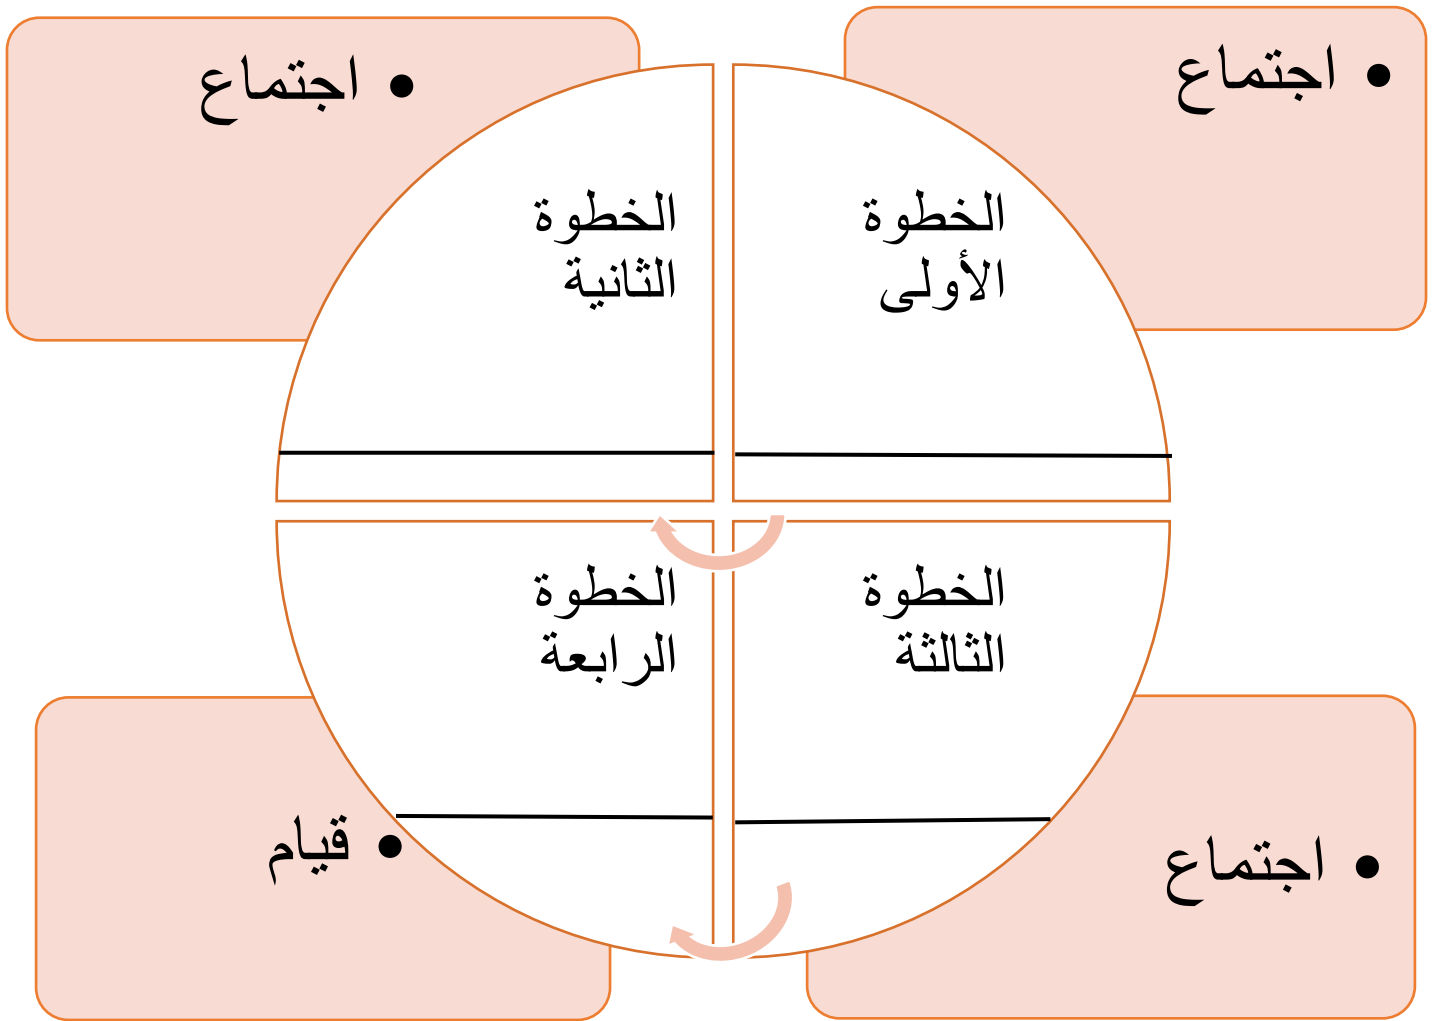 • اجتماع
الخطوة
الأولى
• اجتماع
الخطوة
الثانية
الخطوة
الثالثة
• اجتماع
الخطوة
الرابعة
• قيام